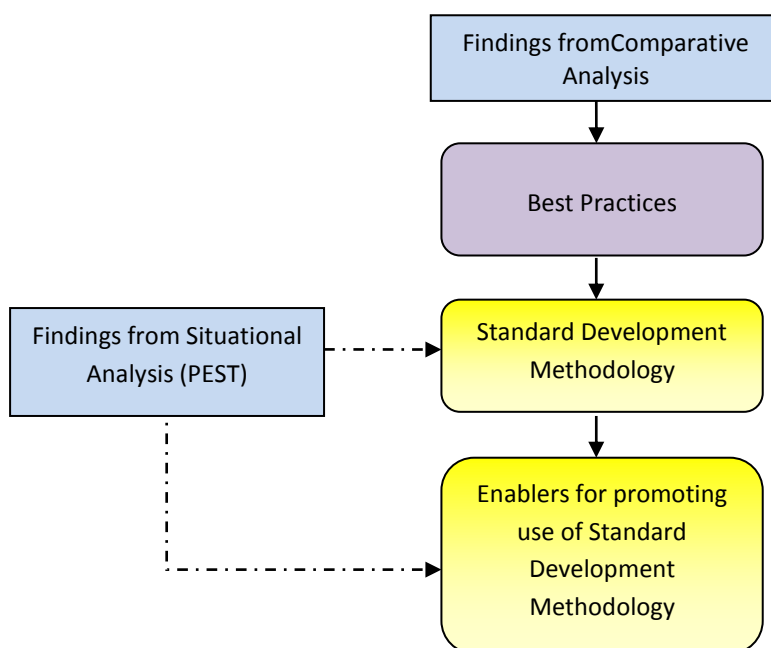 Findings fromComparative
Analysis
Best Practices
Findings from Situational
Analysis (PEST)
Standard Development
Methodology
Enablers for promoting
use of Standard
Development
Methodology